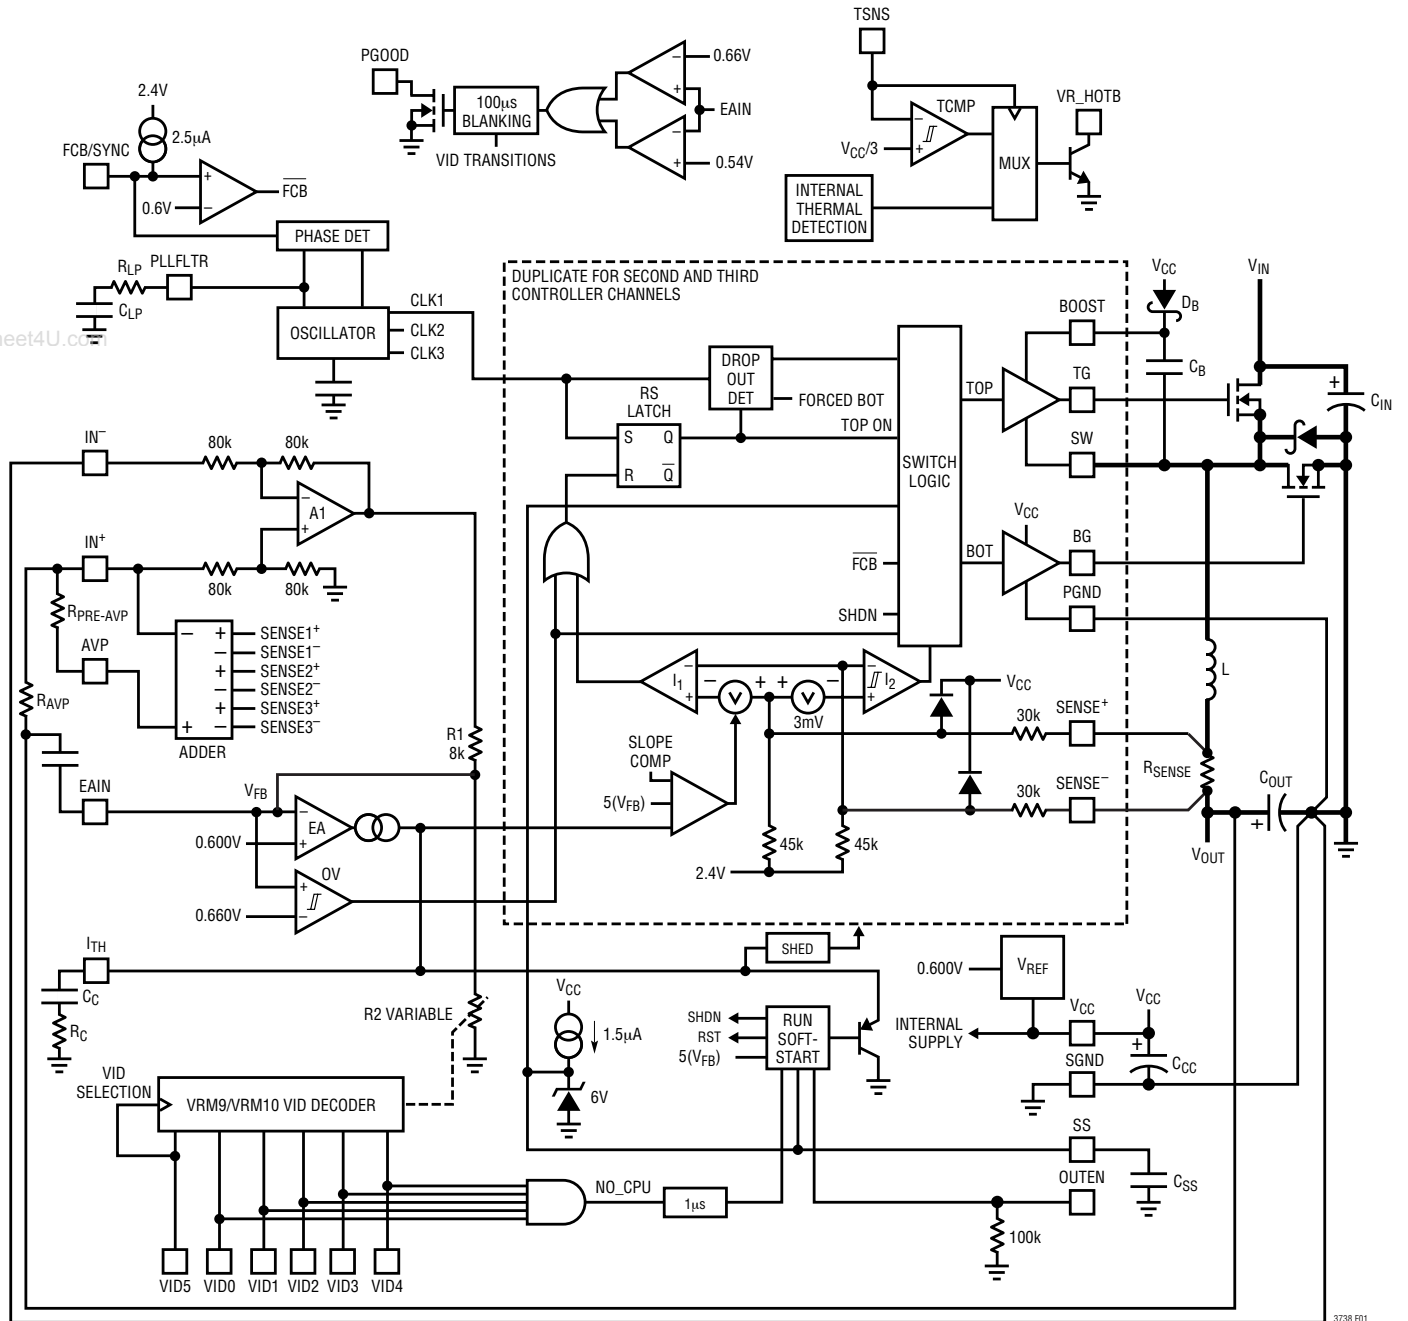 TSNS
PGOOD
0.66V
2.4V
TCMP
VR_HOTB
2.5µA
100µs
BLANKING
EAIN
FCB/SYNC
VID TRANSITIONS
VCC/3
MUX
0.54V
FCB
0.6V
INTERNAL
THERMAL
DETECTION
PHASE DET
RLP
PLLFLTR
DUPLICATE FOR SECOND AND THIRD
CONTROLLER CHANNELS
VCC
VIN
CLP
CLK1
BOOST
DB
OSCILLATOR
CLK2
eet4U.com
CLK3
DROP
OUT
DET
CB
RS
LATCH
FORCED BOT
TOP
TG
CIN
IN−
80k
80k
TOP ON
SW
S
Q
R
Q
SWITCH
LOGIC
−
A1
+
VCC
IN+
BOT
BG
80k
80k
FCB
RPRE-AVP
PGND
SHDN
AVP
− + SENSE1+
− SENSE1−
+ SENSE2+
− SENSE2−
+ SENSE3+
+ − SENSE3−
ADDER
RAVP
L
I1
−
+
−
V
+
+
V
−
3mV
−
+
I2
VCC
R1
8k
SLOPE
COMP
30k
SENSE+
RSENSE
COUT
EAIN
VFB
5(VFB)
30k
SENSE−
−
EA
+
0.600V
45k
45k
+
VOUT
OV
2.4V
+
−
0.660V
ITH
SHED
0.600V
VREF
CC
VCC
VCC
VCC
RC
R2 VARIABLE
1.5µA
SHDN
RST
5(VFB)
RUN
SOFT-
START
INTERNAL
SUPPLY
SGND
+
CCC
VID
SELECTION
VRM9/VRM10 VID DECODER
6V
SS
OUTEN
CSS
NO_CPU
1µs
100k
VID5
VID0
VID1
VID2
VID3
VID4
3738 F01